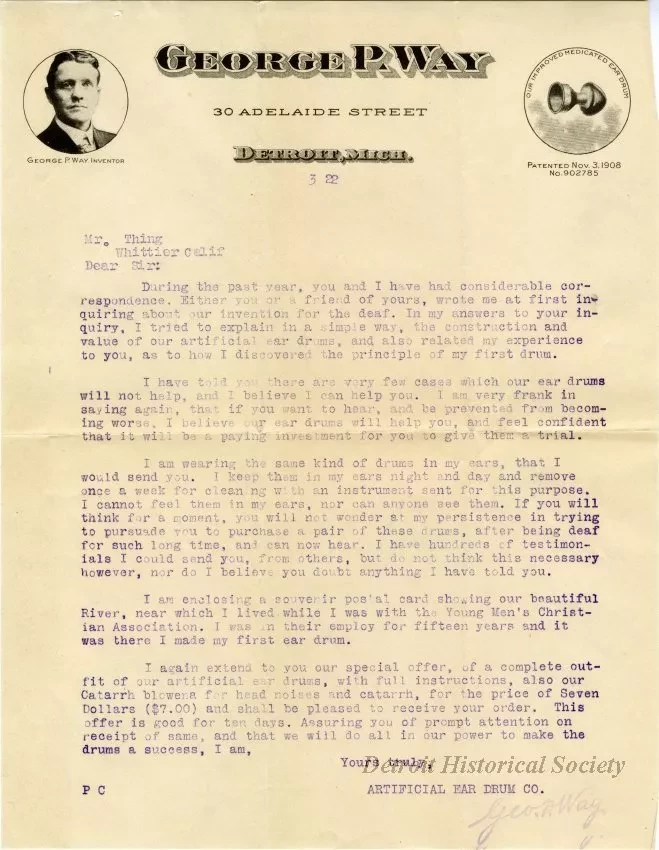 GEORGE P. WAY
30 ADELAIDE STREET
DETROIT, MICH.
GEORGE P. WAY INVENTOR
OUR IMPROVED MEDICATED EAR DRUM
PATENTED NOV. 3, 1908
No. 902785
3 22
Mr. Thing
Whittier Calif
Dear Sir:
During the past year, you and I have had considerable cor-
respondence. Either you or a friend of yours, wrote me at first in-
quiring about our invention for the deaf. In my answers to your in-
quiry, I tried to explain in a simple way, the construction and
value of our artificial ear drums, and also related my experience
to you, as to how I discovered the principle of my first drum.
I have told you there are very few cases which our ear drums
will not help, and I believe I can help you. I am very frank in
saying again, that if you want to hear, and be prevented from becom-
ing worse, I believe our ear drums will help you, and feel confident
that it will be a paying investment for you to give them a trial.
I am wearing the same kind of drums in my ears, that I
would send you. I keep them in my ears night and day and remove
once a week for cleaning with an instrument sent for this purpose.
I cannot feel them in my ears, nor can anyone see them. If you will
think for a moment, you will not wonder at my persistence in trying
to pursuade you to purchase a pair of these drums, after being deaf
for such long time, and can now hear. I have hundreds of testimon-
ials I could send you, from others, but do not think this necessary
however, nor do I believe you doubt anything I have told you.
I am enclosing a souvenir postal card showing our beautiful
River, near which I lived while I was with the Young Men's Christ-
ian Association. I was in their employ for fifteen years and it
was there I made my first ear drum.
I again extend to you our special offer, of a complete out-
fit of our artificial ear drums, with full instructions, also our
Catarrh blowers for head noises and catarrh, for the price of Seven
Dollars ($7.00) and shall be pleased to receive your order. This
offer is good for ten days. Assuring you of prompt attention on
receipt of same, and that we will do all in our power to make the
drums a success, I am,
Yours truly,
Detroit Historical Society
P C ARTIFICIAL EAR DRUM CO.
Geo. P. Way